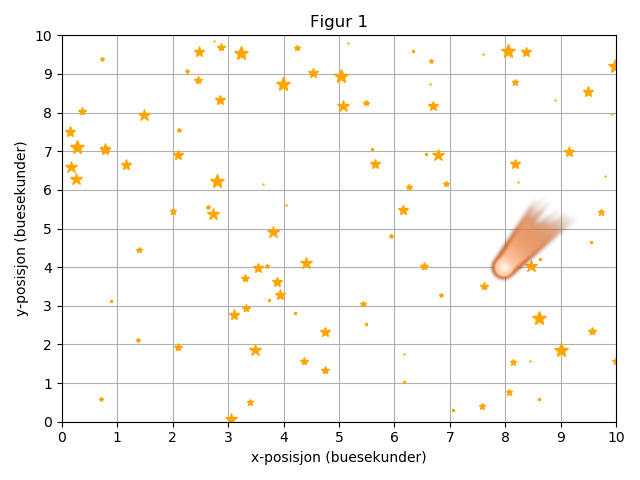 Figur 1
10
9
8
7
6
5
4
3
2
1
0
y-posisjon (buesekunder)
0 1 2 3 4 5 6 7 8 9 10
x-posisjon (buesekunder)